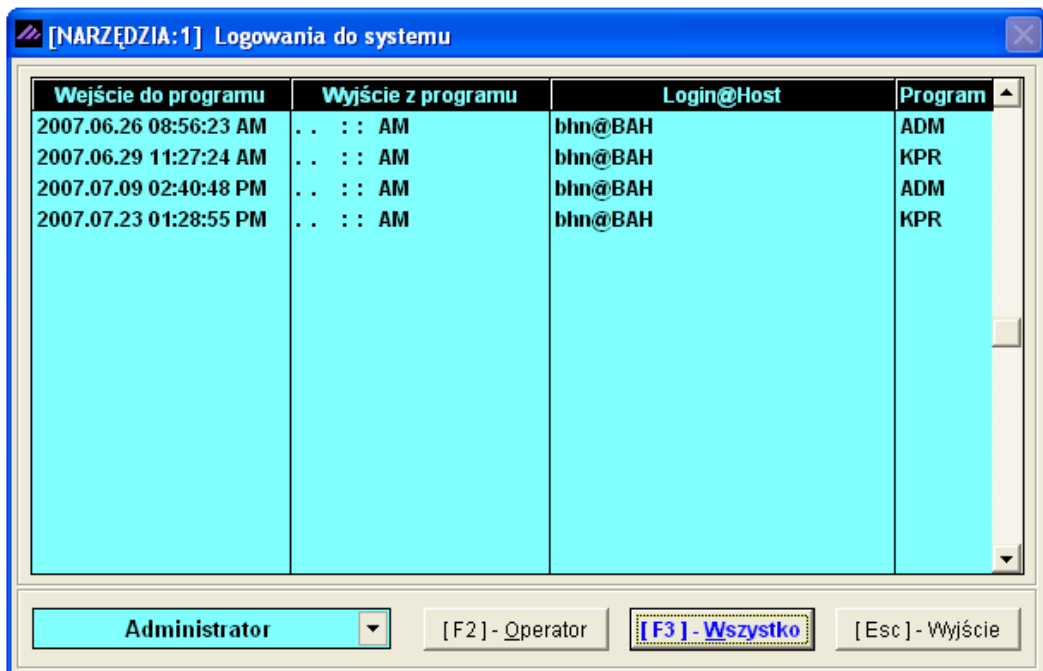 [NARZĘDZIA:1] Logowania do systemu
Wejście do programu Wyjście z programu Login@Host Program
2007.06.26 08:56:23 AM . . : : AM bhn@BAH ADM
2007.06.29 11:27:24 AM . . : : AM bhn@BAH KPR
2007.07.09 02:40:48 PM . . : : AM bhn@BAH ADM
2007.07.23 01:28:55 PM . . : : AM bhn@BAH KPR
Administrator [ F2 ] - Operator [ F3 ] - Wszystko [ Esc ] - Wyjście